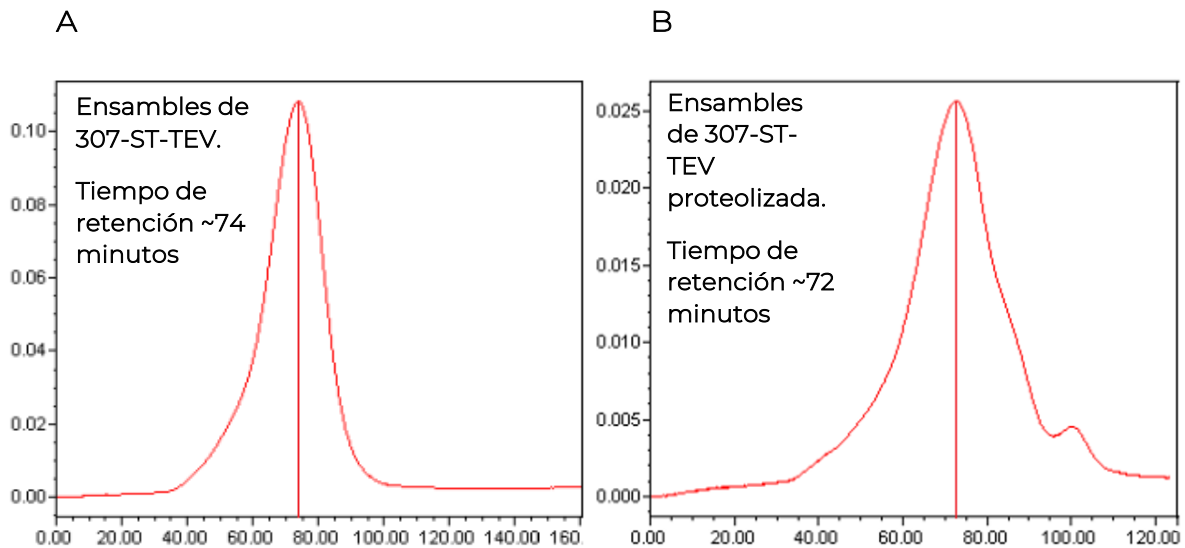 A
B
Ensambles de
307-ST-TEV.
Tiempo de
retención ~74
minutos
0.10
0.08
0.06
0.04
0.02
0.00
0.00
20.00
40.00
60.00
80.00
100.00
120.00
140.00
160.
Ensambles
de 307-ST-
TEV
proteolizada.
Tiempo de
retención ~72
minutos
0.025
0.020
0.015
0.010
0.005
0.000
0.00
20.00
40.00
60.00
80.00
100.00
120.00